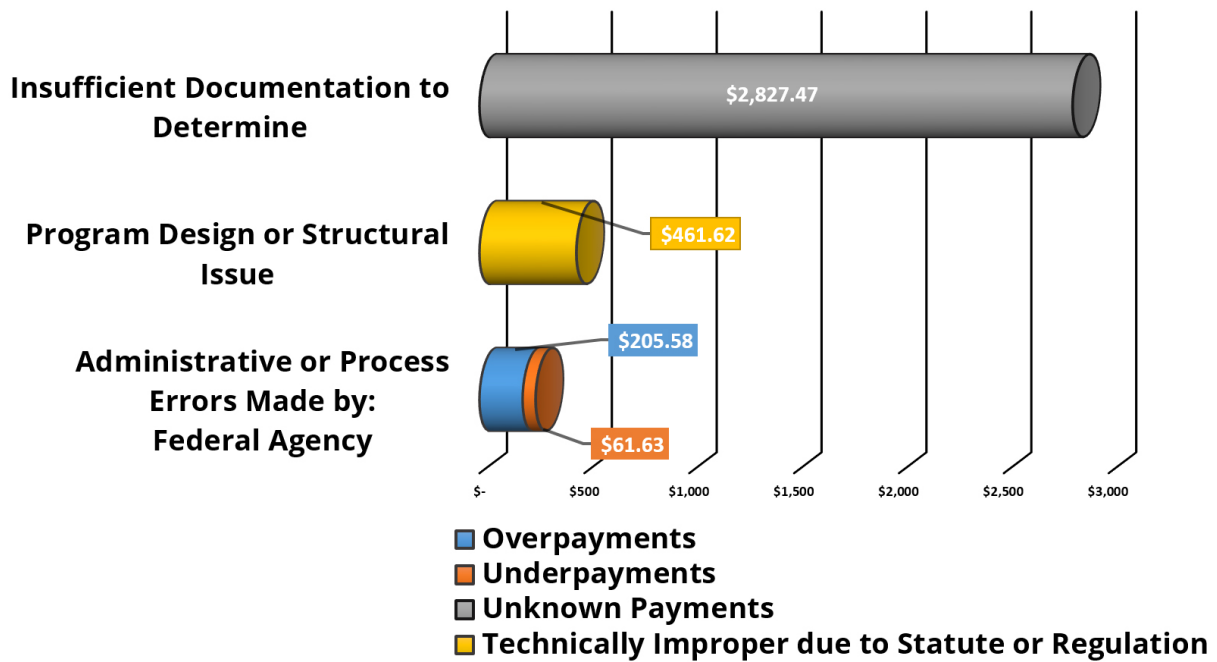 Insufficient Documentation to
Determine
$2,827.47
Program Design or Structural
Issue
$461.62
Administrative or Process
Errors Made by:
Federal Agency
$205.58
$61.63
$-
$500
$1,000
$1,500
$2,000
$2,500
$3,000
Overpayments
Underpayments
Unknown Payments
Technically Improper due to Statute or Regulation